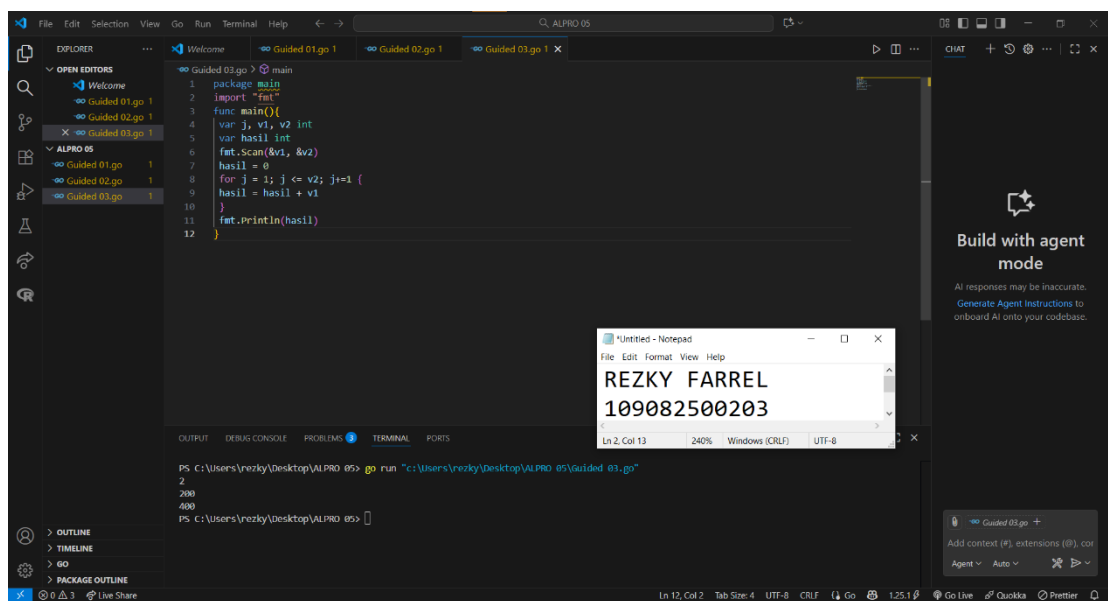 File Edit Selection View Go Run Terminal Help
ALPRO 05
EXPLORER
OPEN EDITORS
Welcome
Guided 01.go 1
Guided 02.go 1
Guided 03.go 1
ALPRO 05
Guided 01.go 1
Guided 02.go 1
Guided 03.go 1
OUTLINE
TIMELINE
GO
PACKAGE OUTLINE
Welcome Guided 01.go 1 Guided 02.go 1 Guided 03.go 1
Guided 03.go > main
1 package main
2 import "fmt"
3 func main(){
4 var j, v1, v2 int
5 var hasil int
6 fmt.Scan(&v1, &v2)
7 hasil = 0
8 for j = 1; j <= v2; j+=1 {
9 hasil = hasil + v1
10 }
11 fmt.Println(hasil)
12 }
*Untitled - Notepad
File Edit Format View Help
REZKY FARREL
109082500203
Ln 2, Col 13 240% Windows (CRLF) UTF-8
OUTPUT DEBUG CONSOLE PROBLEMS 3 TERMINAL PORTS
PS C:\Users\rezky\Desktop\ALPRO 05> go run "c:\Users\rezky\Desktop\ALPRO 05\Guided 03.go"
2
200
400
PS C:\Users\rezky\Desktop\ALPRO 05>
CHAT
Build with agent
mode
AI responses may be inaccurate.
Generate Agent Instructions to
onboard AI onto your codebase.
Guided 03.go +
Add context (#), extensions (@), cor
Agent Auto
0 3 Live Share
Ln 12, Col 2 Tab Size: 4 UTF-8 CRLF Go 1.25.1 Go Live Quokka Prettier